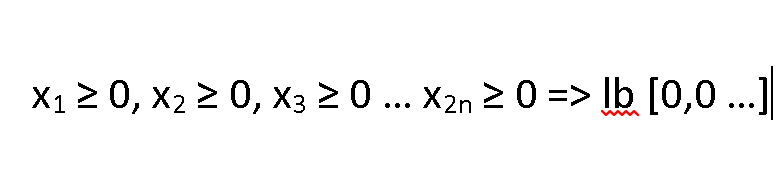 x₁ ≥ 0, x₂ ≥ 0, x₃ ≥ 0 ... x₂ₙ ≥ 0 => lb [0,0 ...]